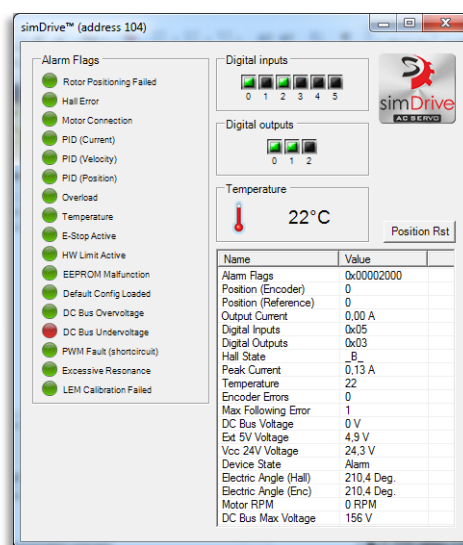 simDrive™ (address 104)
Alarm Flags
Rotor Positioning Failed
Hall Error
Motor Connection
PID (Current)
PID (Velocity)
PID (Position)
Overload
Temperature
E-Stop Active
HW Limit Active
EEPROM Malfunction
Default Config Loaded
DC Bus Overvoltage
DC Bus Undervoltage
PWM Fault (shortcircuit)
Excessive Resonance
LEM Calibration Failed
Digital inputs
0 1 2 3 4 5
Digital outputs
0 1 2
Temperature
22°C
simDrive
AC SERVO
Position Rst
Name Value
Alarm Flags 0x00002000
Position (Encoder) 0
Position (Reference) 0
Output Current 0,00 A
Digital Inputs 0x05
Digital Outputs 0x03
Hall State _B_
Peak Current 0,13 A
Temperature 22
Encoder Errors 0
Max Following Error 1
DC Bus Voltage 0 V
Ext 5V Voltage 4,9 V
Vcc 24V Voltage 24,3 V
Device State Alarm
Electric Angle (Hall) 210,4 Deg.
Electric Angle (Enc) 210,4 Deg.
Motor RPM 0 RPM
DC Bus Max Voltage 156 V